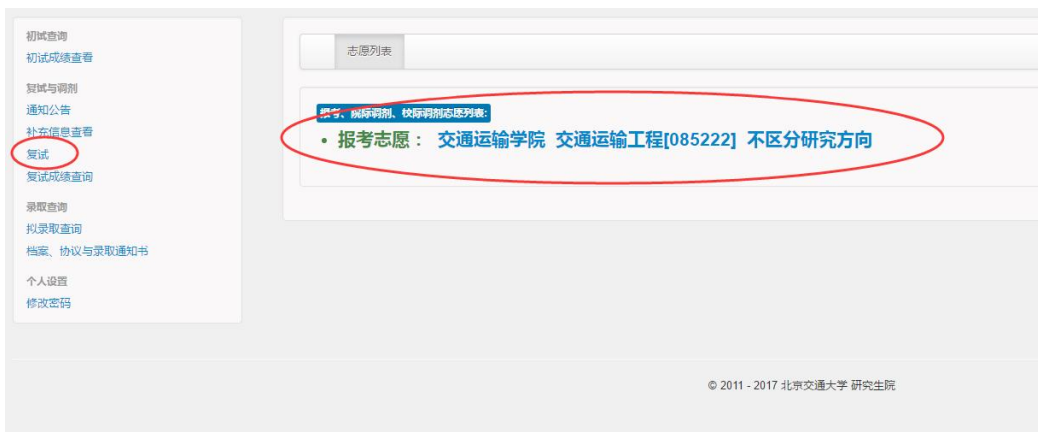 初试查询
初试成绩查看
复试与调剂
通知公告
补充信息查看
复试
复试成绩查询
录取查询
拟录取查询
档案、协议与录取通知书
个人设置
修改密码
志愿列表
报考、院际调剂、校际调剂志愿列表:
• 报考志愿： 交通运输学院 交通运输工程[085222] 不区分研究方向
© 2011 - 2017 北京交通大学 研究生院